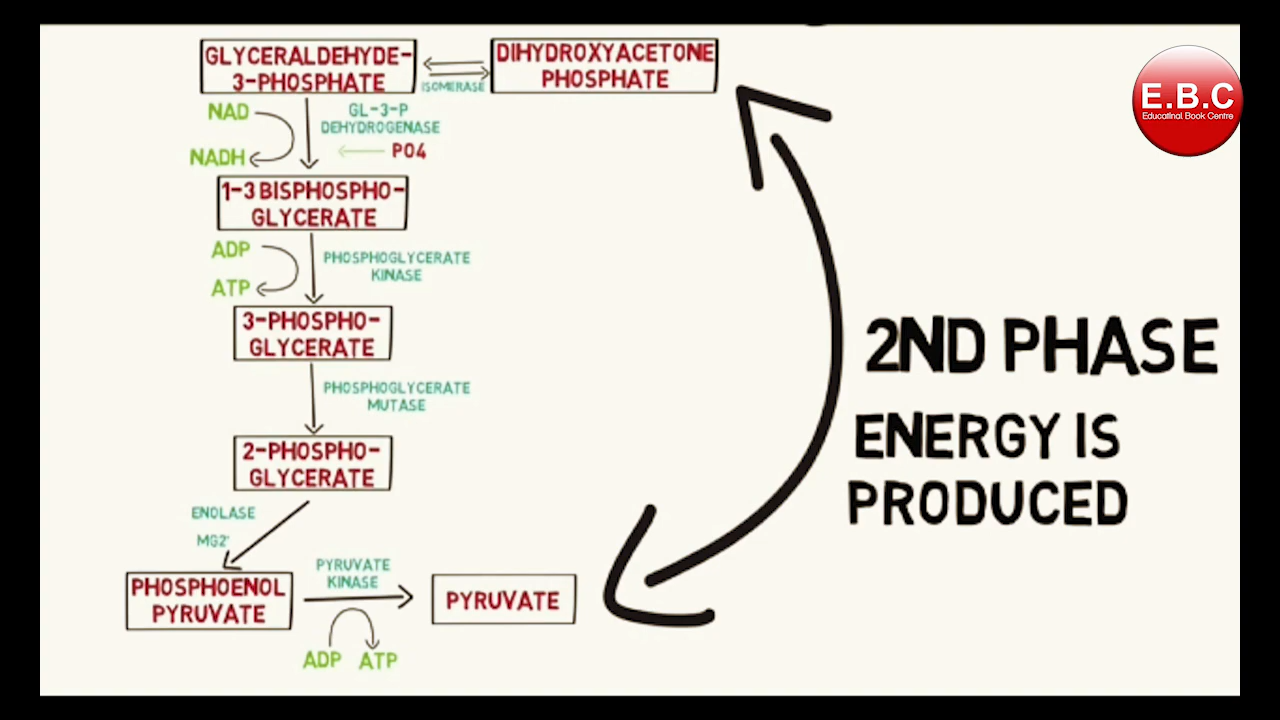 GLYCERALDEHYDE-
3-PHOSPHATE
ISOMERASE
DIHYDROXYACETONE
PHOSPHATE
E.B.C
Educatinal Book Centre
NAD
NADH
GL-3-P
DEHYDROGENASE
PO4
1-3 BISPHOSPHO-
GLYCERATE
ADP
ATP
PHOSPHOGLYCERATE
KINASE
3-PHOSPHO-
GLYCERATE
PHOSPHOGLYCERATE
MUTASE
2-PHOSPHO-
GLYCERATE
ENOLASE
MG2+
PHOSPHOENOL
PYRUVATE
PYRUVATE
KINASE
ADP
ATP
PYRUVATE
2ND PHASE
ENERGY IS
PRODUCED